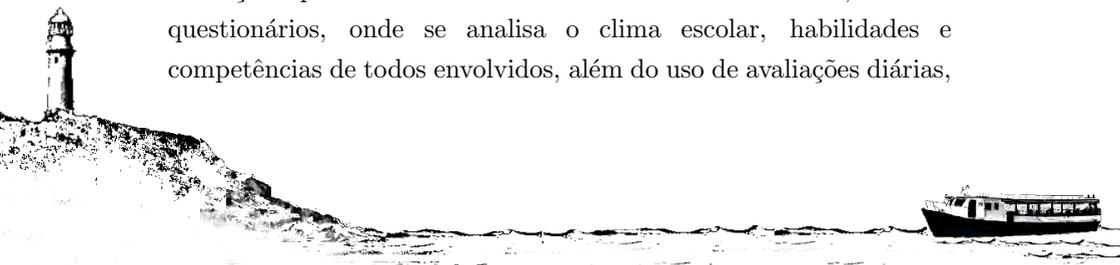 questionários, onde se analisa o clima escolar, habilidades e
competências de todos envolvidos, além do uso de avaliações diárias,